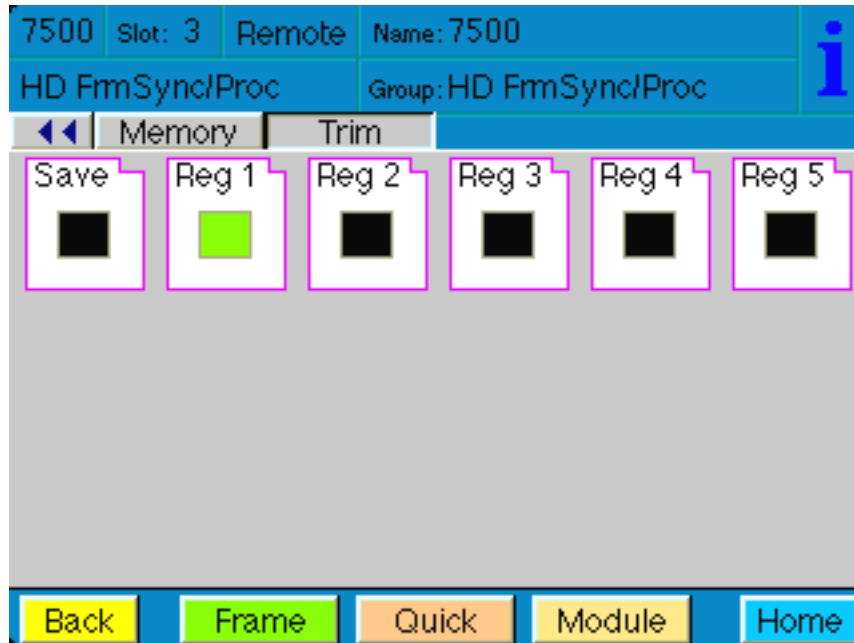 7500 Slot: 3 Remote Name: 7500
HD FrmSync/Proc Group: HD FrmSync/Proc
i
Memory Trim
Save Reg 1 Reg 2 Reg 3 Reg 4 Reg 5
Back Frame Quick Module Home